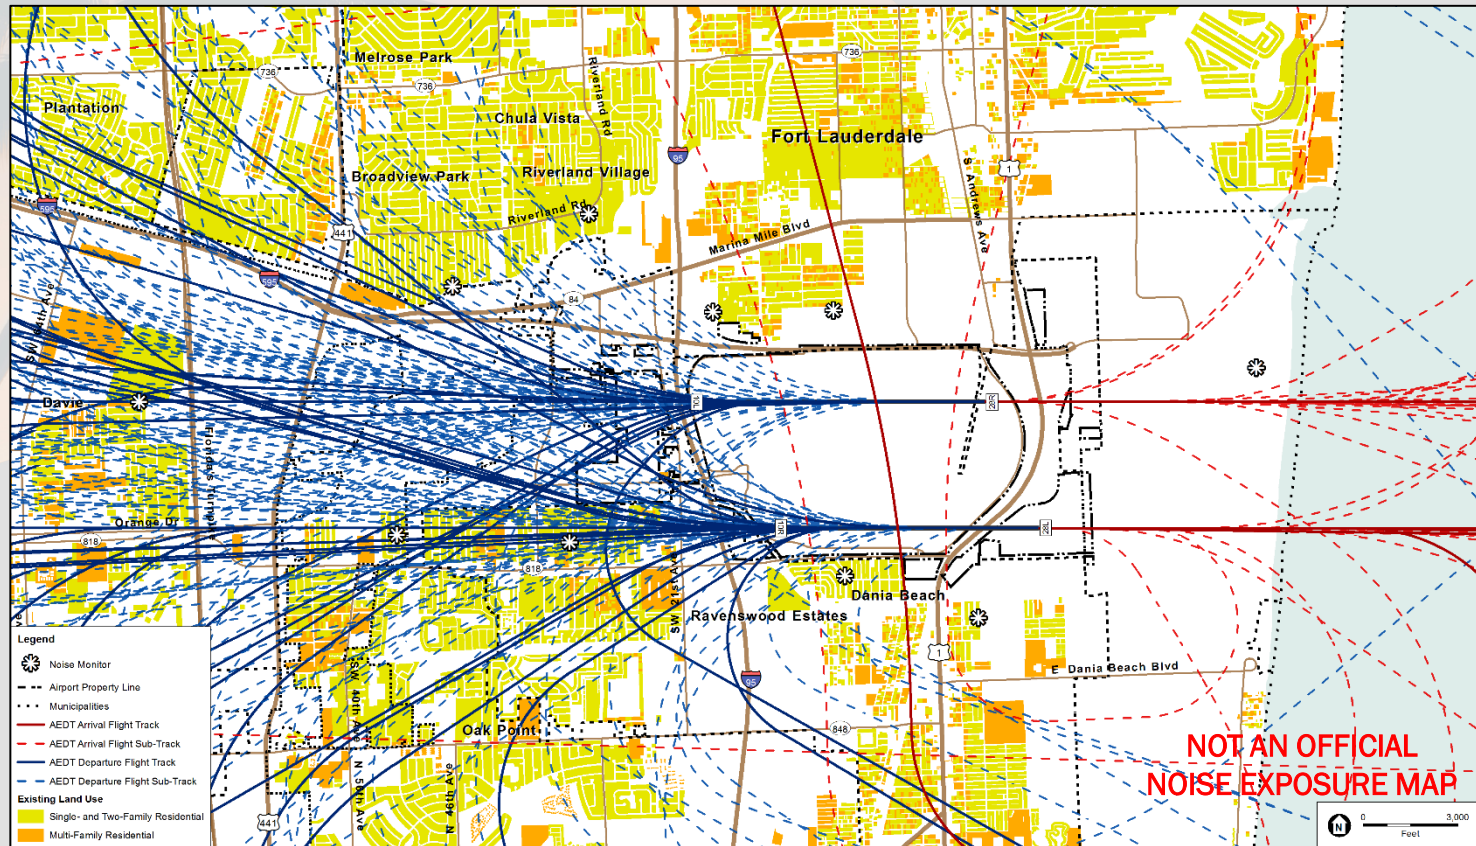 Melrose Park
736
736
736
Plantation
Riverland Rd
Chula Vista
Fort Lauderdale
95
1
S Andrews Ave
Broadview Park
Riverland Village
595
Riverland Rd
441
Marina Mile Blvd
595
84
SW 64th Ave
Davie
10L
28R
Florida's Turnpike
Orange Dr
10R
28L
818
818
SW 21st Ave
Dania Beach
Ravenswood Estates
1
E Dania Beach Blvd
95
SW 40th Ave
Oak Point
848
N 56th Ave
N 46th Ave
441
Legend
Noise Monitor
Airport Property Line
Municipalities
AEDT Arrival Flight Track
AEDT Arrival Flight Sub-Track
AEDT Departure Flight Track
AEDT Departure Flight Sub-Track
Existing Land Use
Single- and Two-Family Residential
Multi-Family Residential
NOT AN OFFICIAL
NOISE EXPOSURE MAP
N
0 3,000
Feet